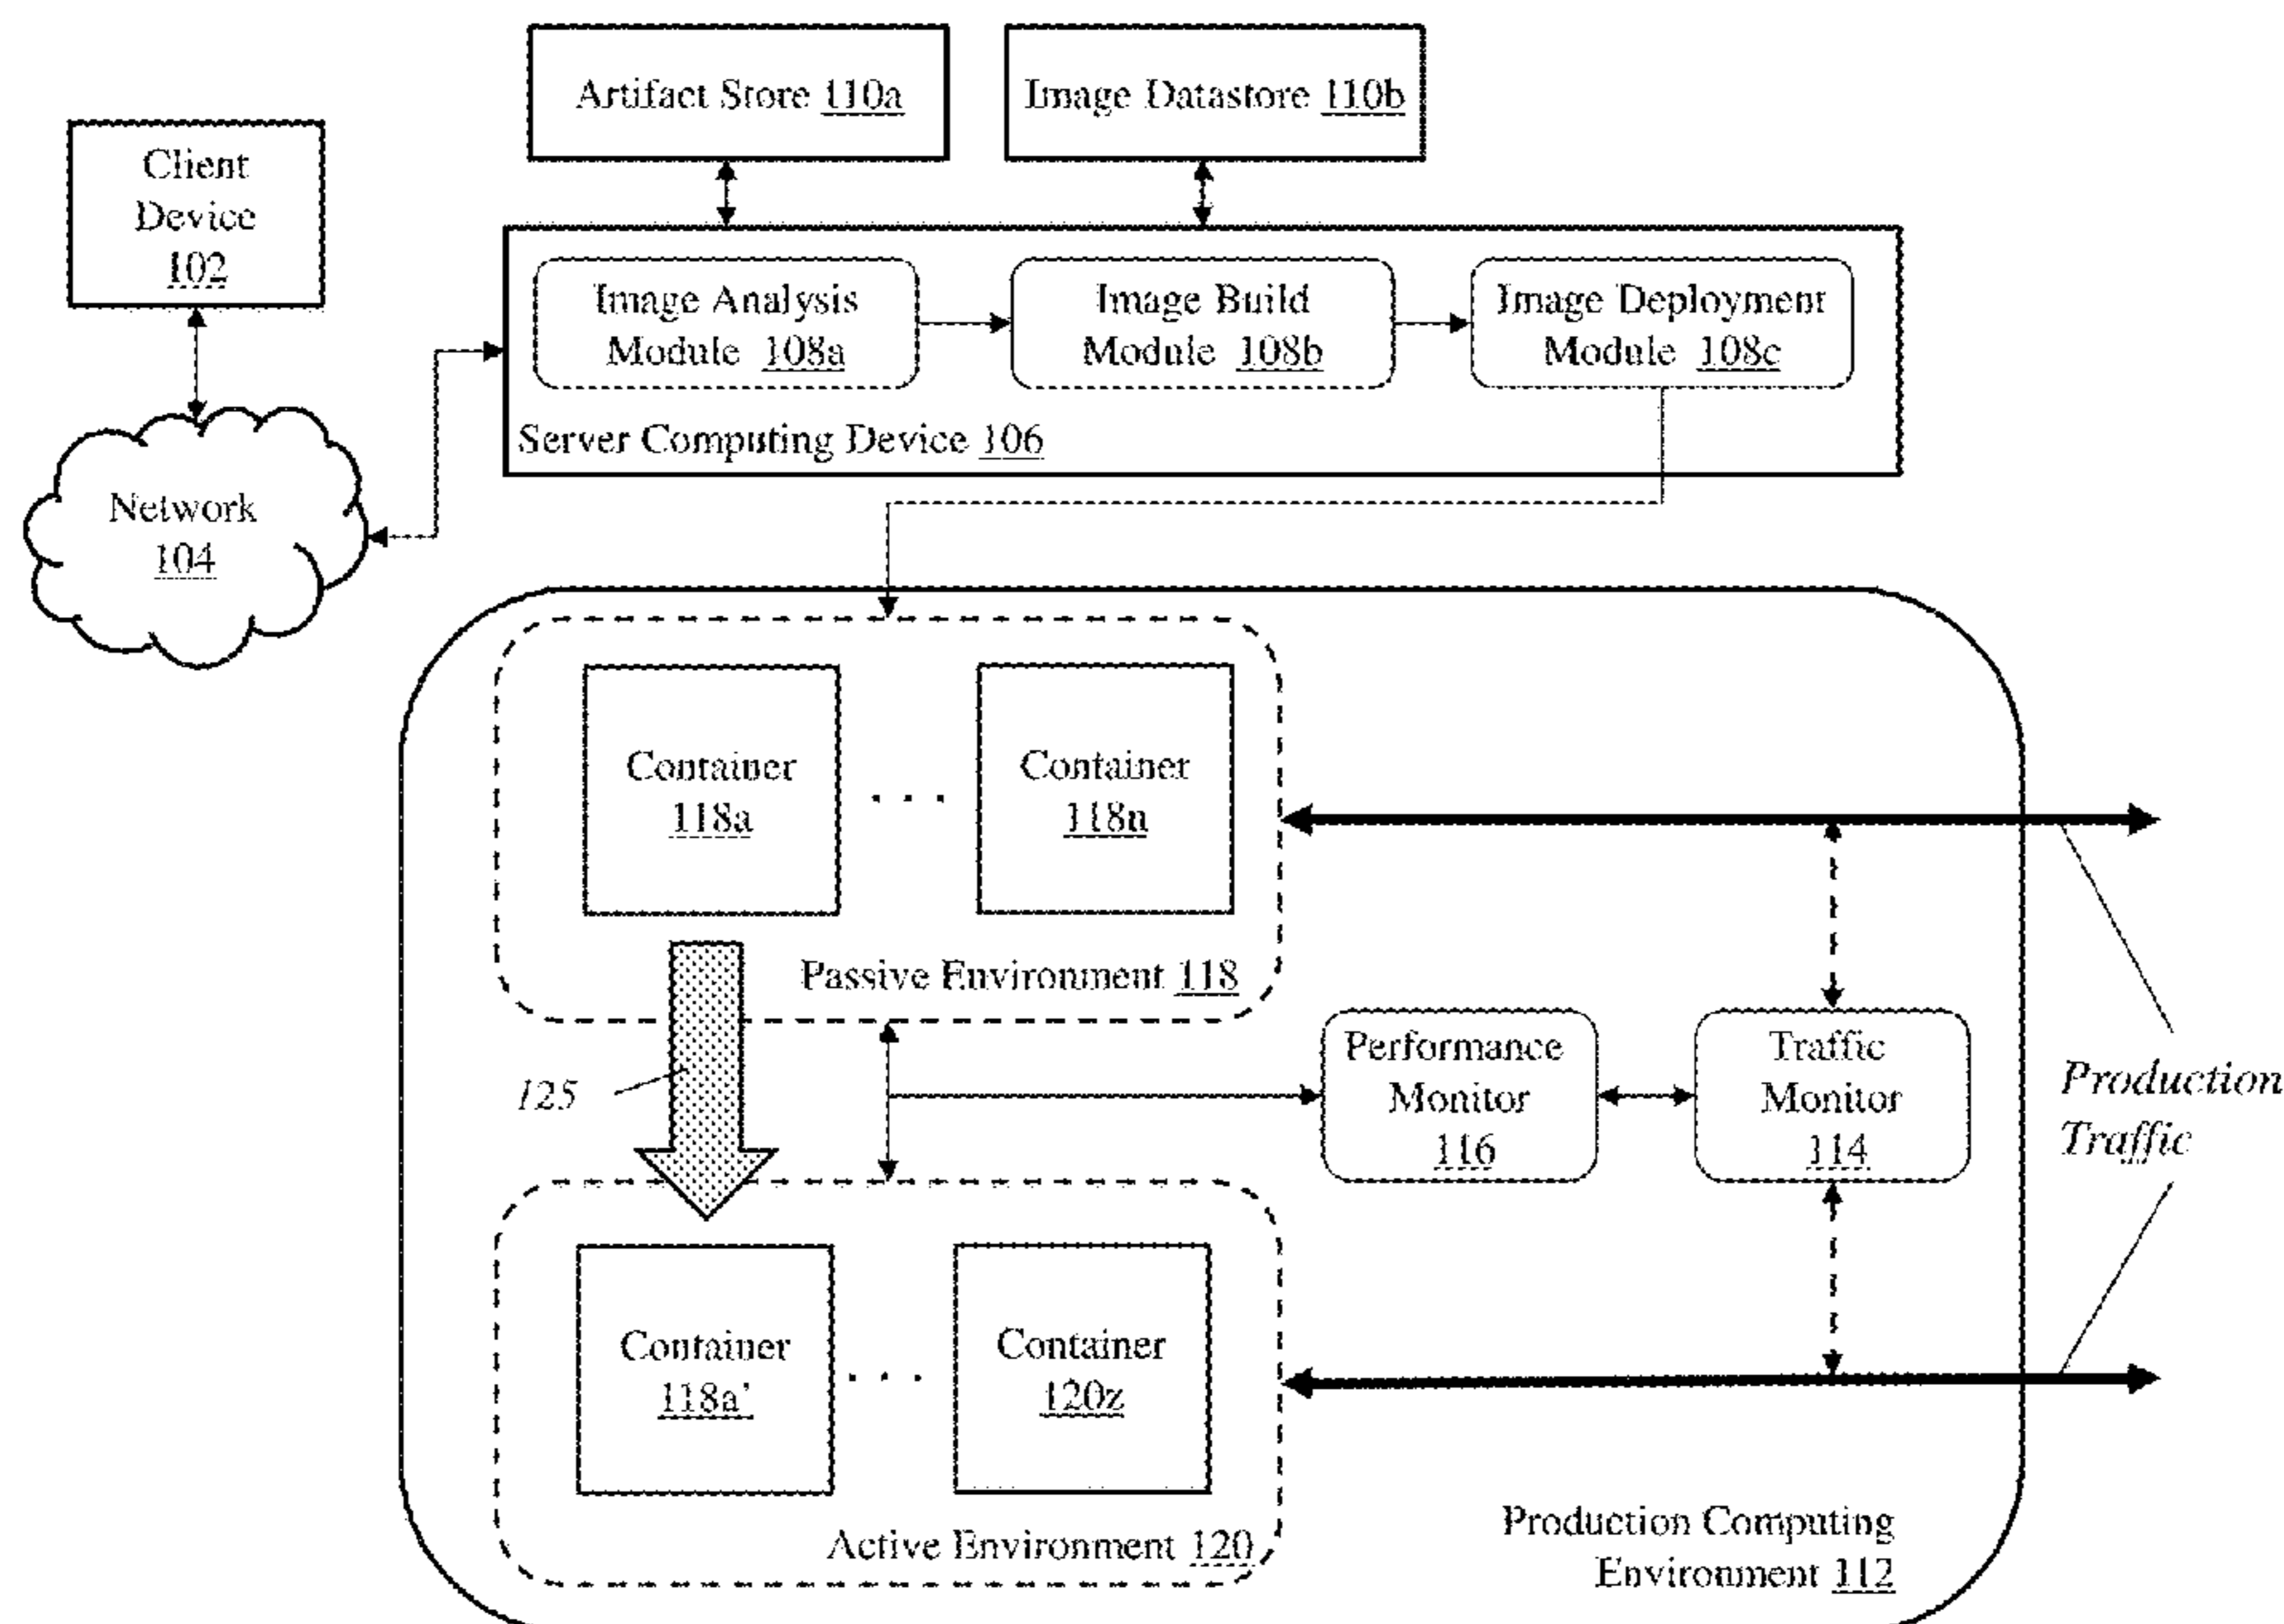 Artifact Store 110a
Image Datastore 110b
Client
Device
102
Image Analysis
Module 108a
Image Build
Module 108b
Image Deployment
Module 108c
Server Computing Device 106
Network
104
Container
118a
. . .
Container
118n
Passive Environment 118
125
Performance
Monitor
116
Traffic
Monitor
114
Production
Traffic
Container
118a'
. . .
Container
120z
Active Environment 120
Production Computing
Environment 112